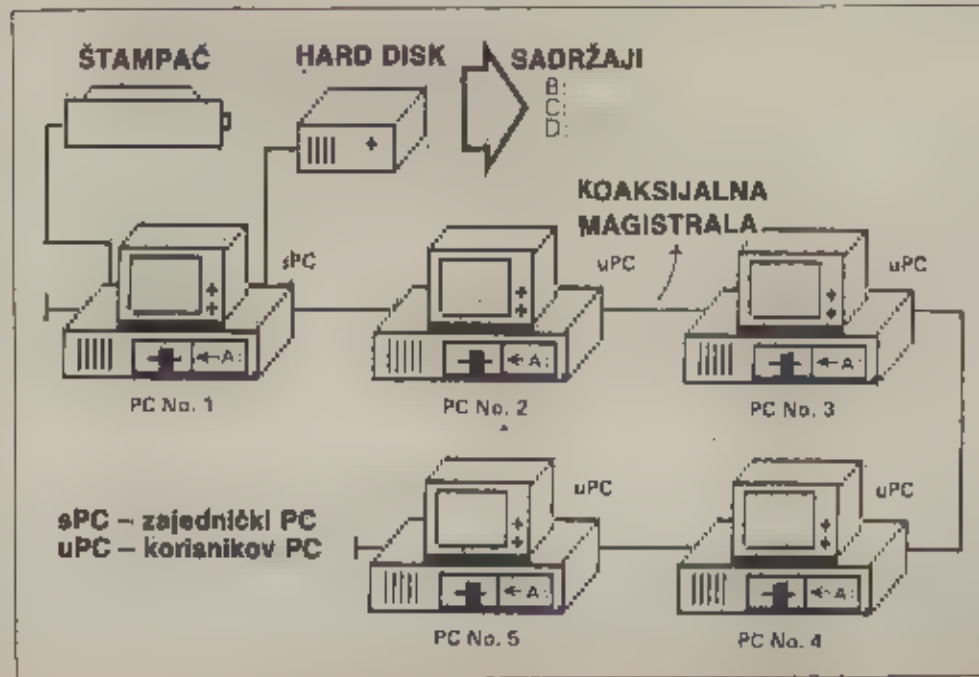 ŠTAMPAČ
HARD DISK
SADRŽAJI
B:
C:
D:
KOAKSIJALNA
MAGISTRALA
sPC
uPC
uPC
A:
A:
A:
PC No. 1
PC No. 2
PC No. 3
uPC
uPC
sPC – zajednički PC
uPC – korisnikov PC
A:
A:
PC No. 5
PC No. 4